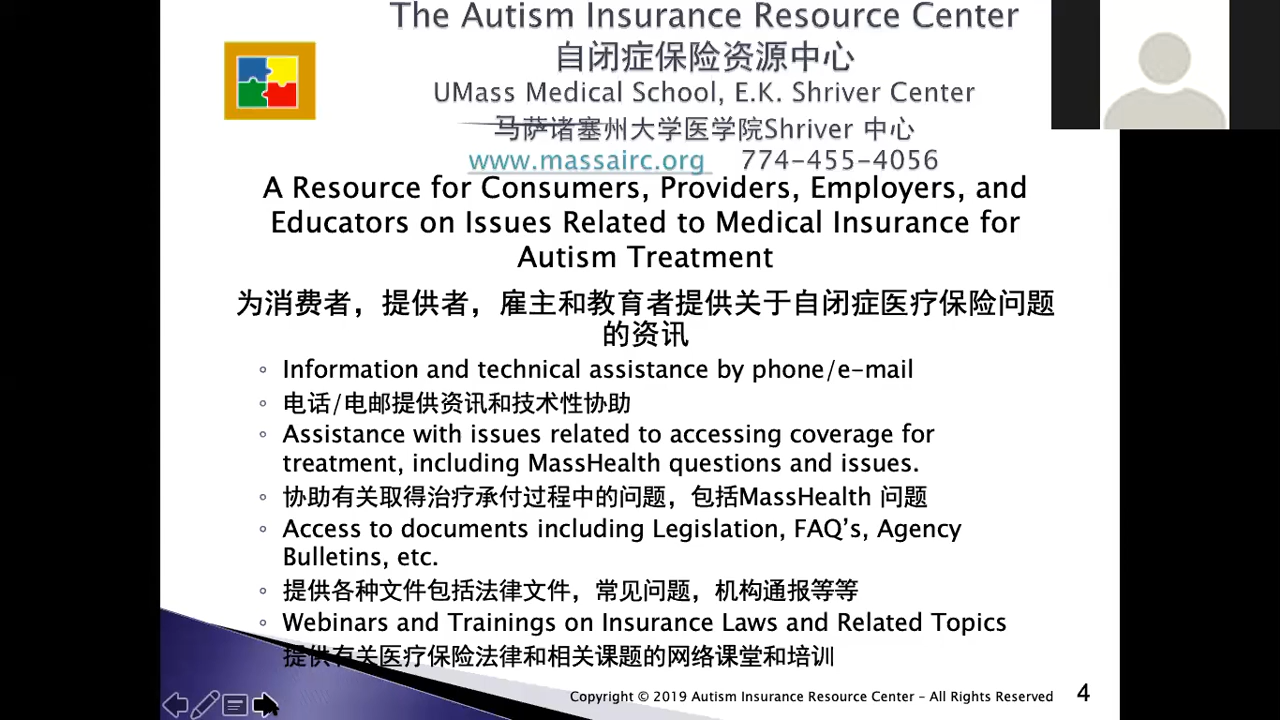 The Autism Insurance Resource Center
自闭症保险资源中心
UMass Medical School, E.K. Shriver Center
马萨诸塞州大学医学院Shriver 中心
www.massairc.org 774-455-4056
A Resource for Consumers, Providers, Employers, and
Educators on Issues Related to Medical Insurance for
Autism Treatment
为消费者，提供者，雇主和教育者提供关于自闭症医疗保险问题
的资讯
◦ Information and technical assistance by phone/e-mail
◦ 电话/电邮提供资讯和技术性协助
◦ Assistance with issues related to accessing coverage for
treatment, including MassHealth questions and issues.
◦ 协助有关取得治疗承付过程中的问题，包括MassHealth 问题
◦ Access to documents including Legislation, FAQ’s, Agency
Bulletins, etc.
◦ 提供各种文件包括法律文件，常见问题，机构通报等等
◦ Webinars and Trainings on Insurance Laws and Related Topics
提供有关医疗保险法律和相关课题的网络课堂和培训
Copyright © 2019 Autism Insurance Resource Center – All Rights Reserved 4